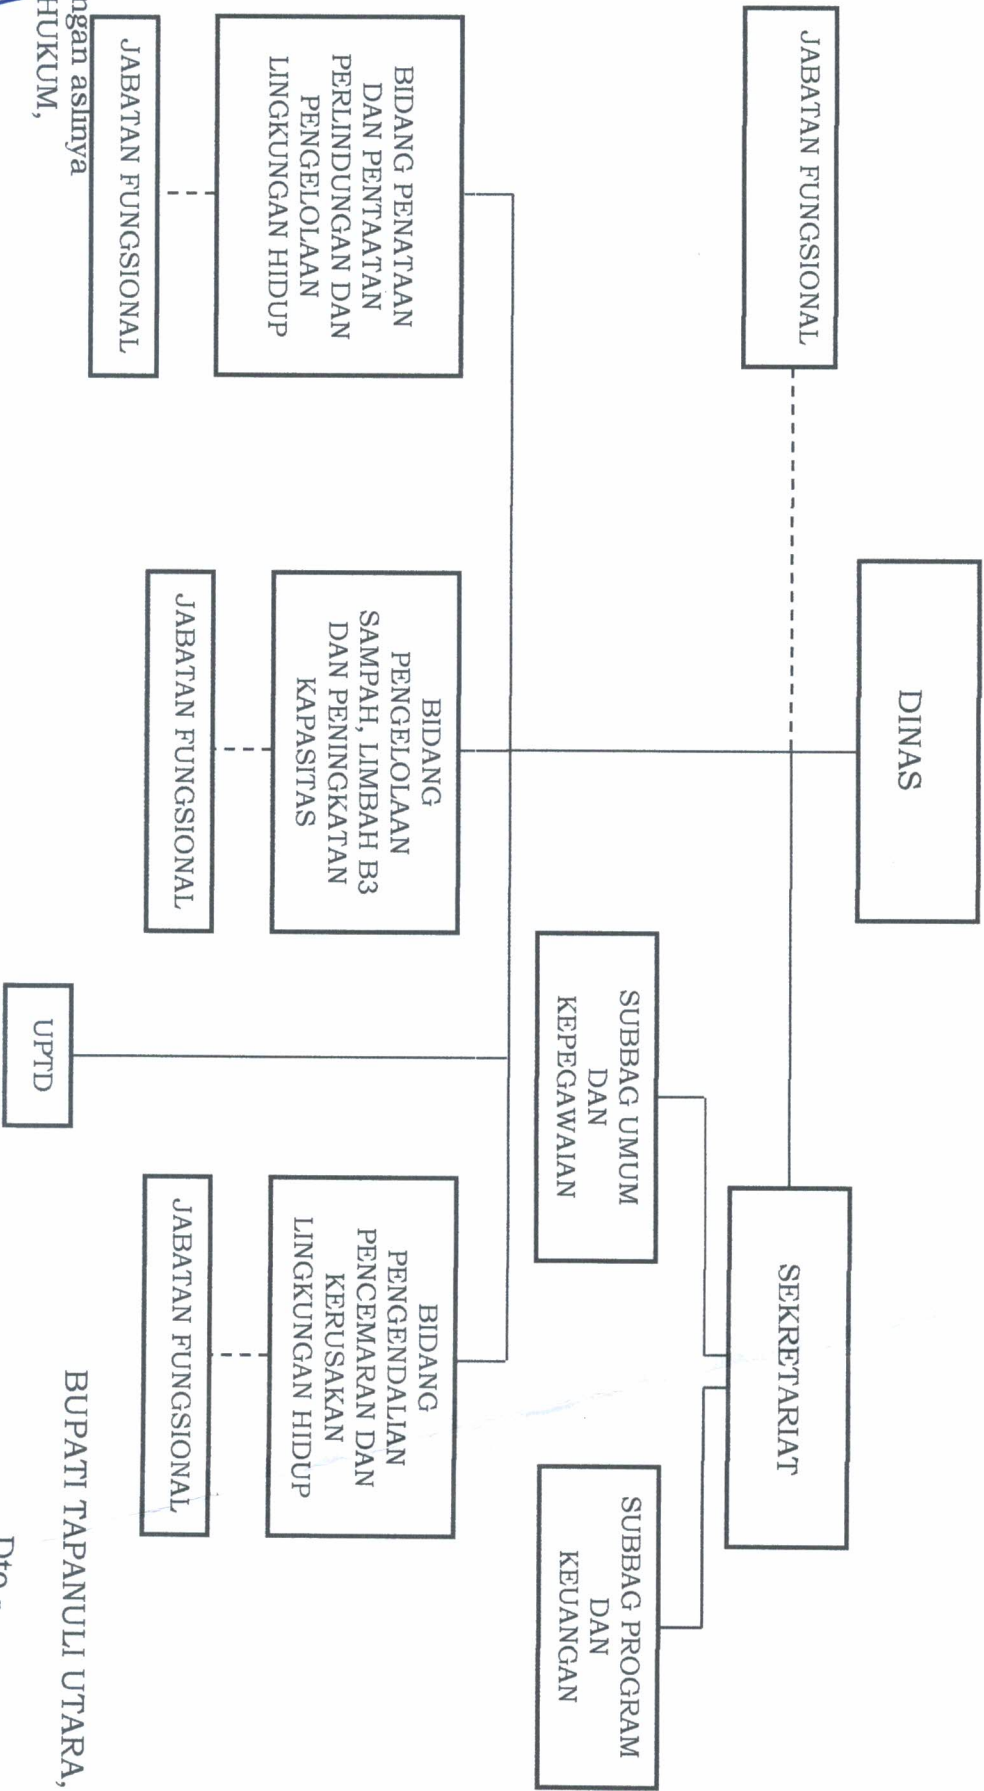 DINAS
JABATAN FUNGSIONAL
SEKRETARIAT
SUBBAG UMUM
DAN
KEPEGAWAIAN
SUBBAG PROGRAM
DAN
KEUANGAN
BIDANG PENATAAN
DAN PENTAATAN
PERLINDUNGAN DAN
PENGELOLAAN
LINGKUNGAN HIDUP
BIDANG
PENGELOLAAN
SAMPAH, LIMBAH B3
DAN PENINGKATAN
KAPASITAS
BIDANG
PENGENDALIAN
PENCEMARAN DAN
KERUSAKAN
LINGKUNGAN HIDUP
JABATAN FUNGSIONAL
JABATAN FUNGSIONAL
JABATAN FUNGSIONAL
UPTD
ngan aslinya
HUKUM,
BUPATI TAPANULI UTARA,
Dto